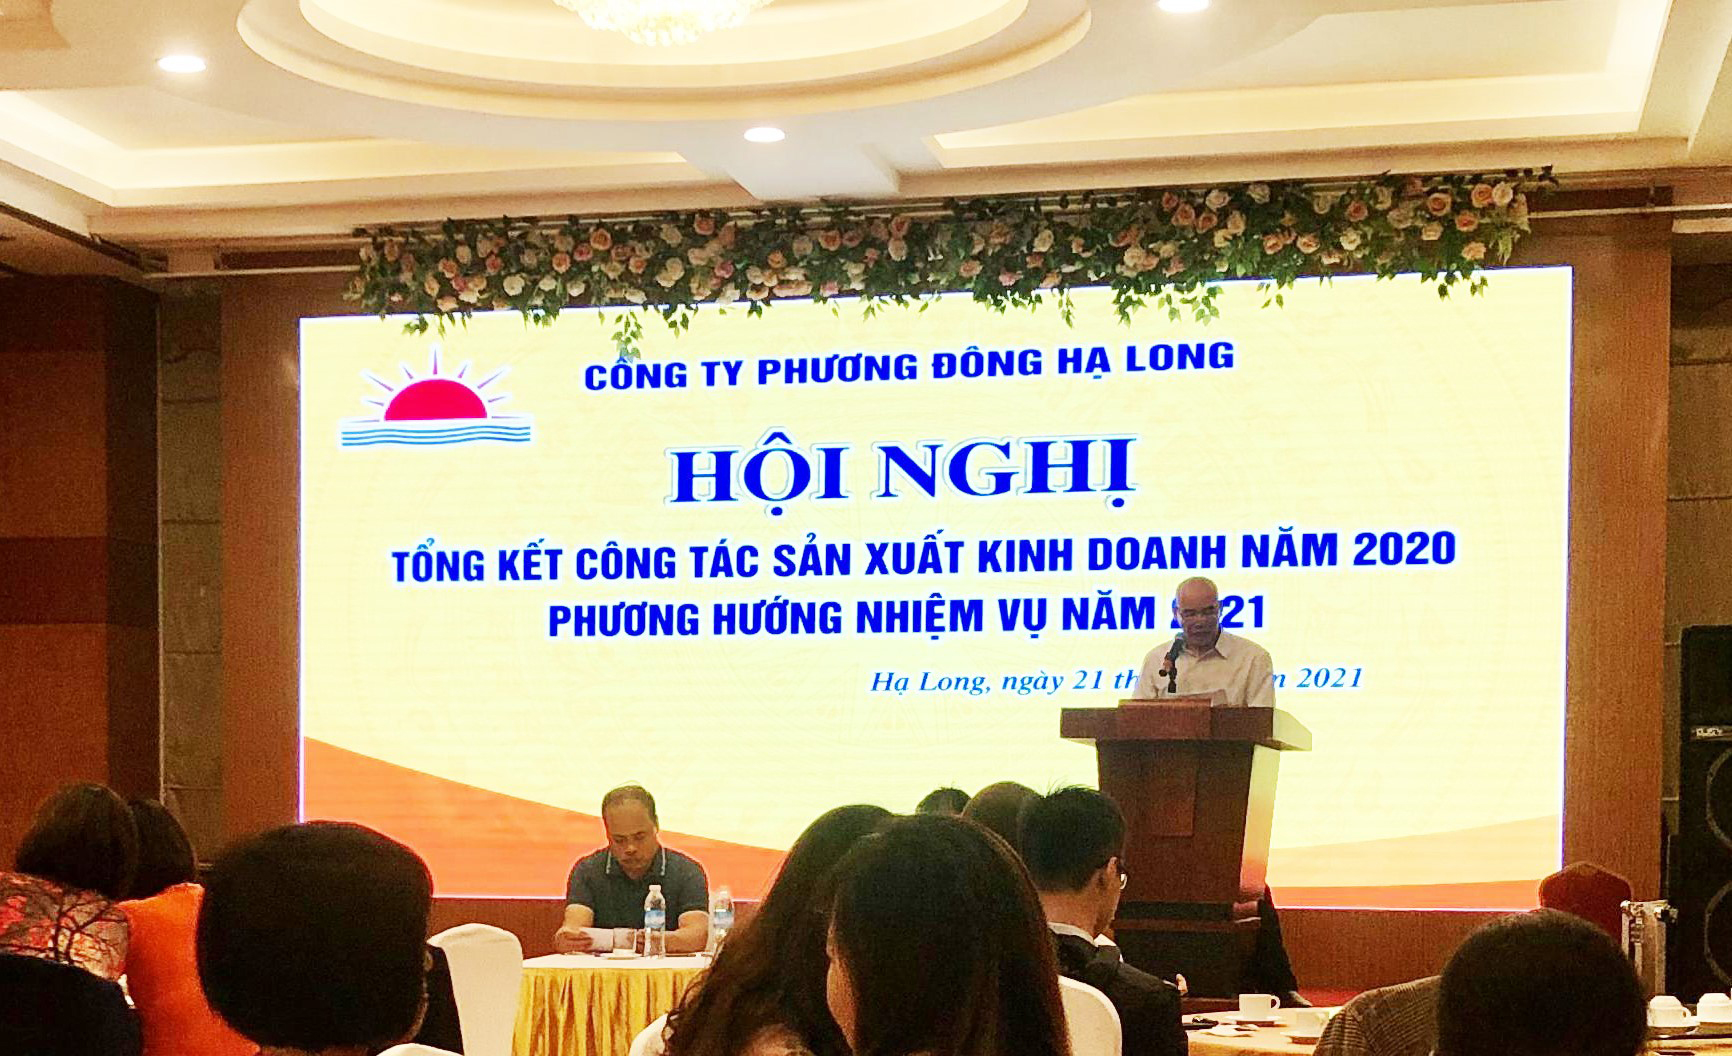 CÔNG TY PHƯƠNG ĐÔNG HẠ LONG
HỘI NGHỊ
TỔNG KẾT CÔNG TÁC SẢN XUẤT KINH DOANH NĂM 2020
PHƯƠNG HƯỚNG NHIỆM VỤ NĂM 21
Hạ Long, ngày 21 2021